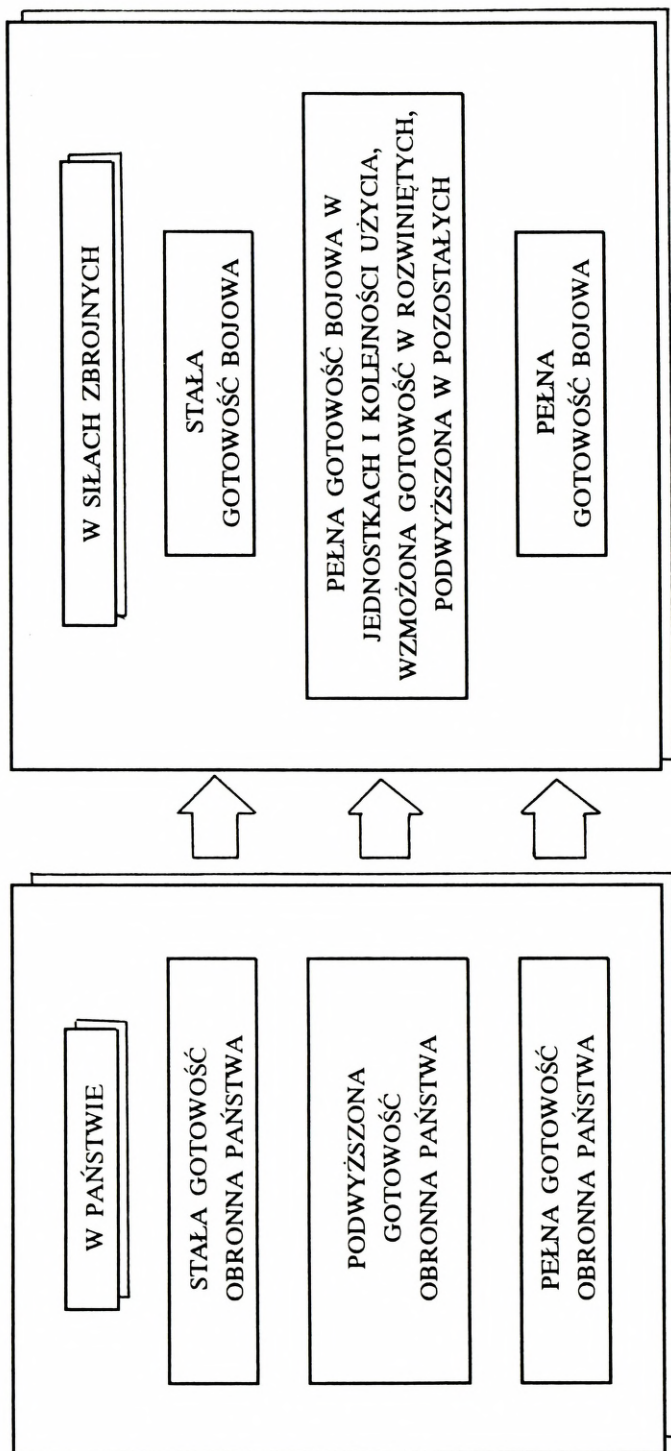 W PAŃSTWIE
STAŁA GOTOWOŚĆ
OBRONNA PAŃSTWA
PODWYŻSZONA
GOTOWOŚĆ
OBRONNA PAŃSTWA
PEŁNA GOTOWOŚĆ
OBRONNA PAŃSTWA
W SIŁACH ZBROJNYCH
STAŁA
GOTOWOŚĆ BOJOWA
PEŁNA GOTOWOŚĆ BOJOWA W
JEDNOSTKACH I KOLEJNOŚCI UŻYCIA,
WZMOŻONA GOTOWOŚĆ W ROZWINIĘTYCH,
PODWYŻSZONA W POZOSTAŁYCH
PEŁNA
GOTOWOŚĆ BOJOWA